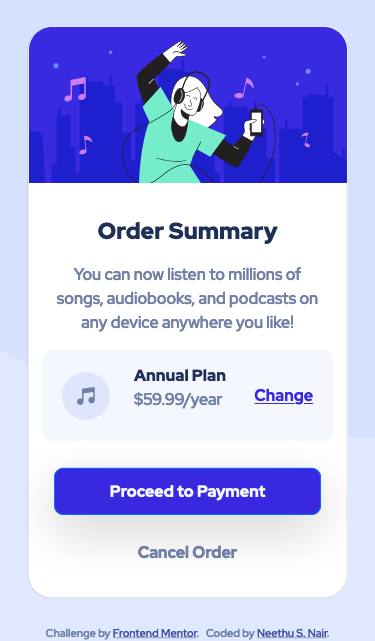 Order Summary
You can now listen to millions of
songs, audiobooks, and podcasts on
any device anywhere you like!
Annual Plan
$59.99/year
Change
Proceed to Payment
Cancel Order
Challenge by Frontend Mentor. Coded by Neethu S. Nair.